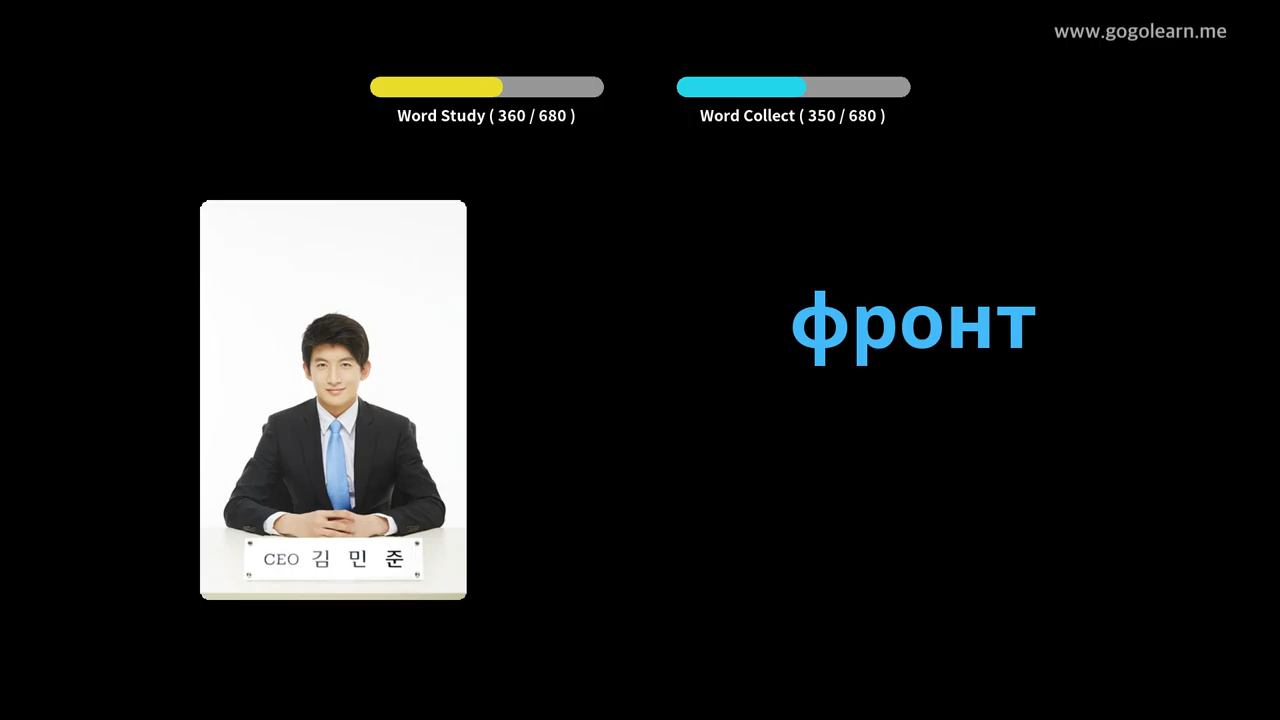 www.gogolearn.me
Word Study ( 360 / 680 )
Word Collect ( 350 / 680 )
фронт
CEO 김 민 준